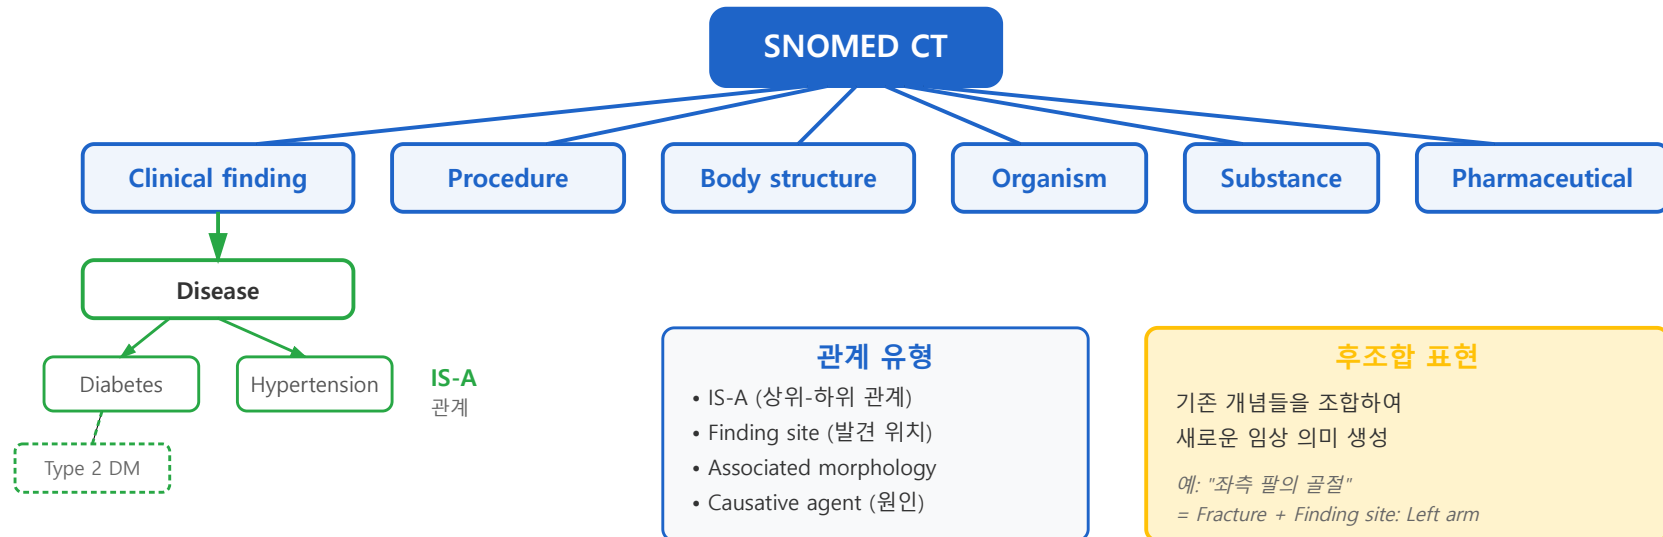 SNOMED CT
Clinical finding
Procedure
Body structure
Organism
Substance
Pharmaceutical
Disease
Diabetes
Hypertension
IS-A
관계
Type 2 DM
관계 유형
• IS-A (상위-하위 관계)
• Finding site (발견 위치)
• Associated morphology
• Causative agent (원인)
후조합 표현
기존 개념들을 조합하여
새로운 임상 의미 생성
예: "좌측 팔의 골절"
= Fracture + Finding site: Left arm